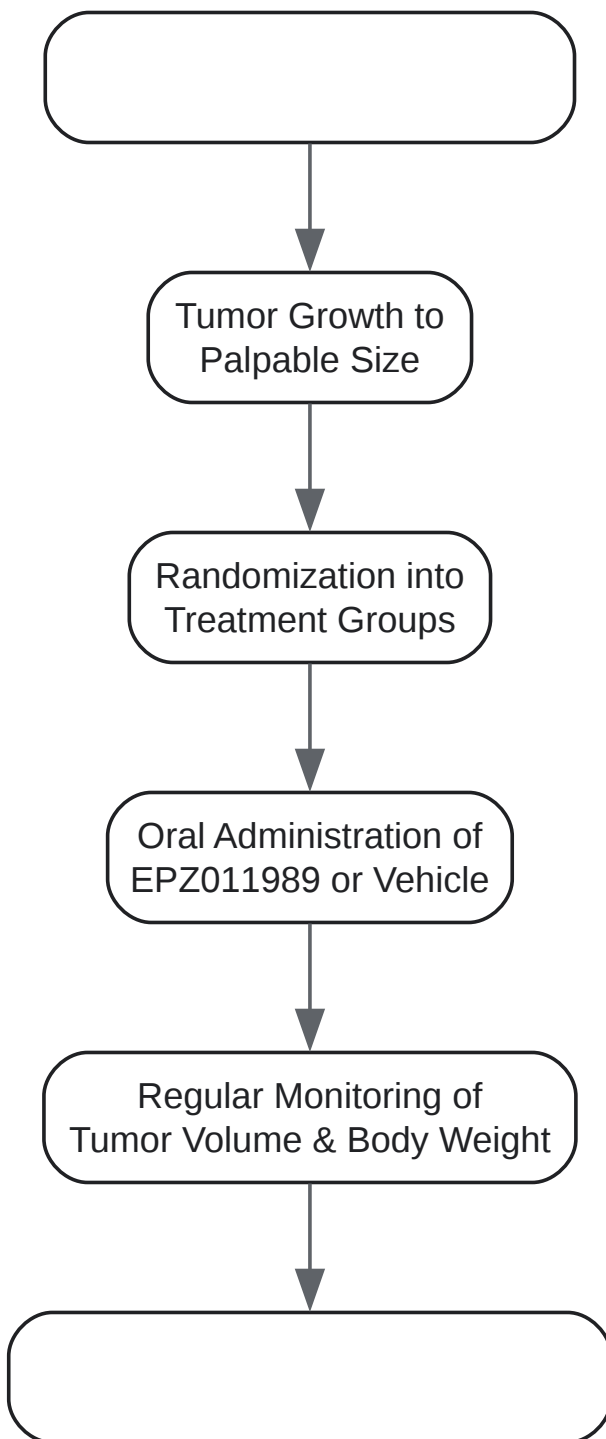 Tumor Growth to
Palpable Size
Randomization into
Treatment Groups
Oral Administration of
EPZ011989 or Vehicle
Regular Monitoring of
Tumor Volume & Body Weight